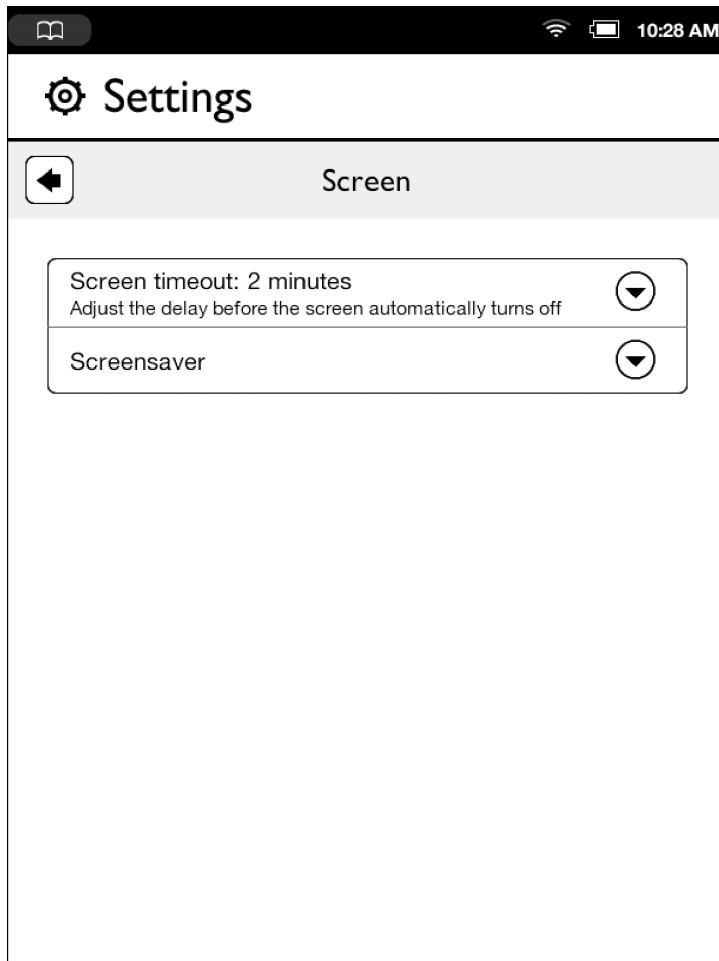 10:28 AM
Settings
Screen
Screen timeout: 2 minutes
Adjust the delay before the screen automatically turns off
Screensaver